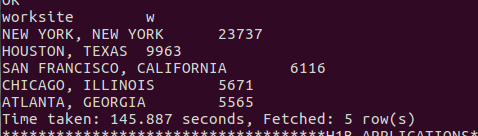 OK
worksite w
NEW YORK, NEW YORK 23737
HOUSTON, TEXAS 9963
SAN FRANCISCO, CALIFORNIA 6116
CHICAGO, ILLINOIS 5671
ATLANTA, GEORGIA 5565
Time taken: 145.887 seconds, Fetched: 5 row(s)
************************************H1B APPLICATIONS*